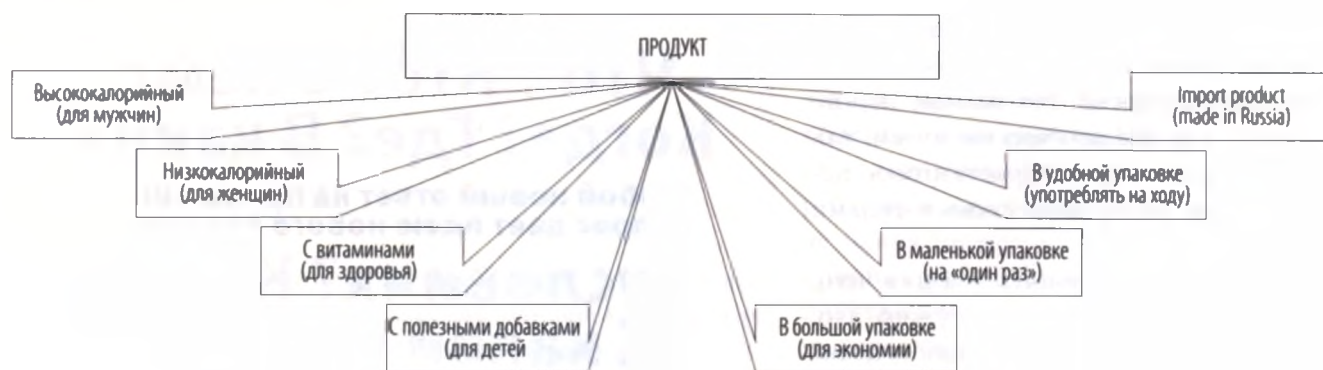 ПРОДУКТ
Высококалорийный
(для мужчин)
Import product
(made in Russia)
Низкокалорийный
(для женщин)
В удобной упаковке
(употреблять на ходу)
С витаминами
(для здоровья)
В маленькой упаковке
(на «один раз»)
С полезными добавками
(для детей
В большой упаковке
(для экономии)